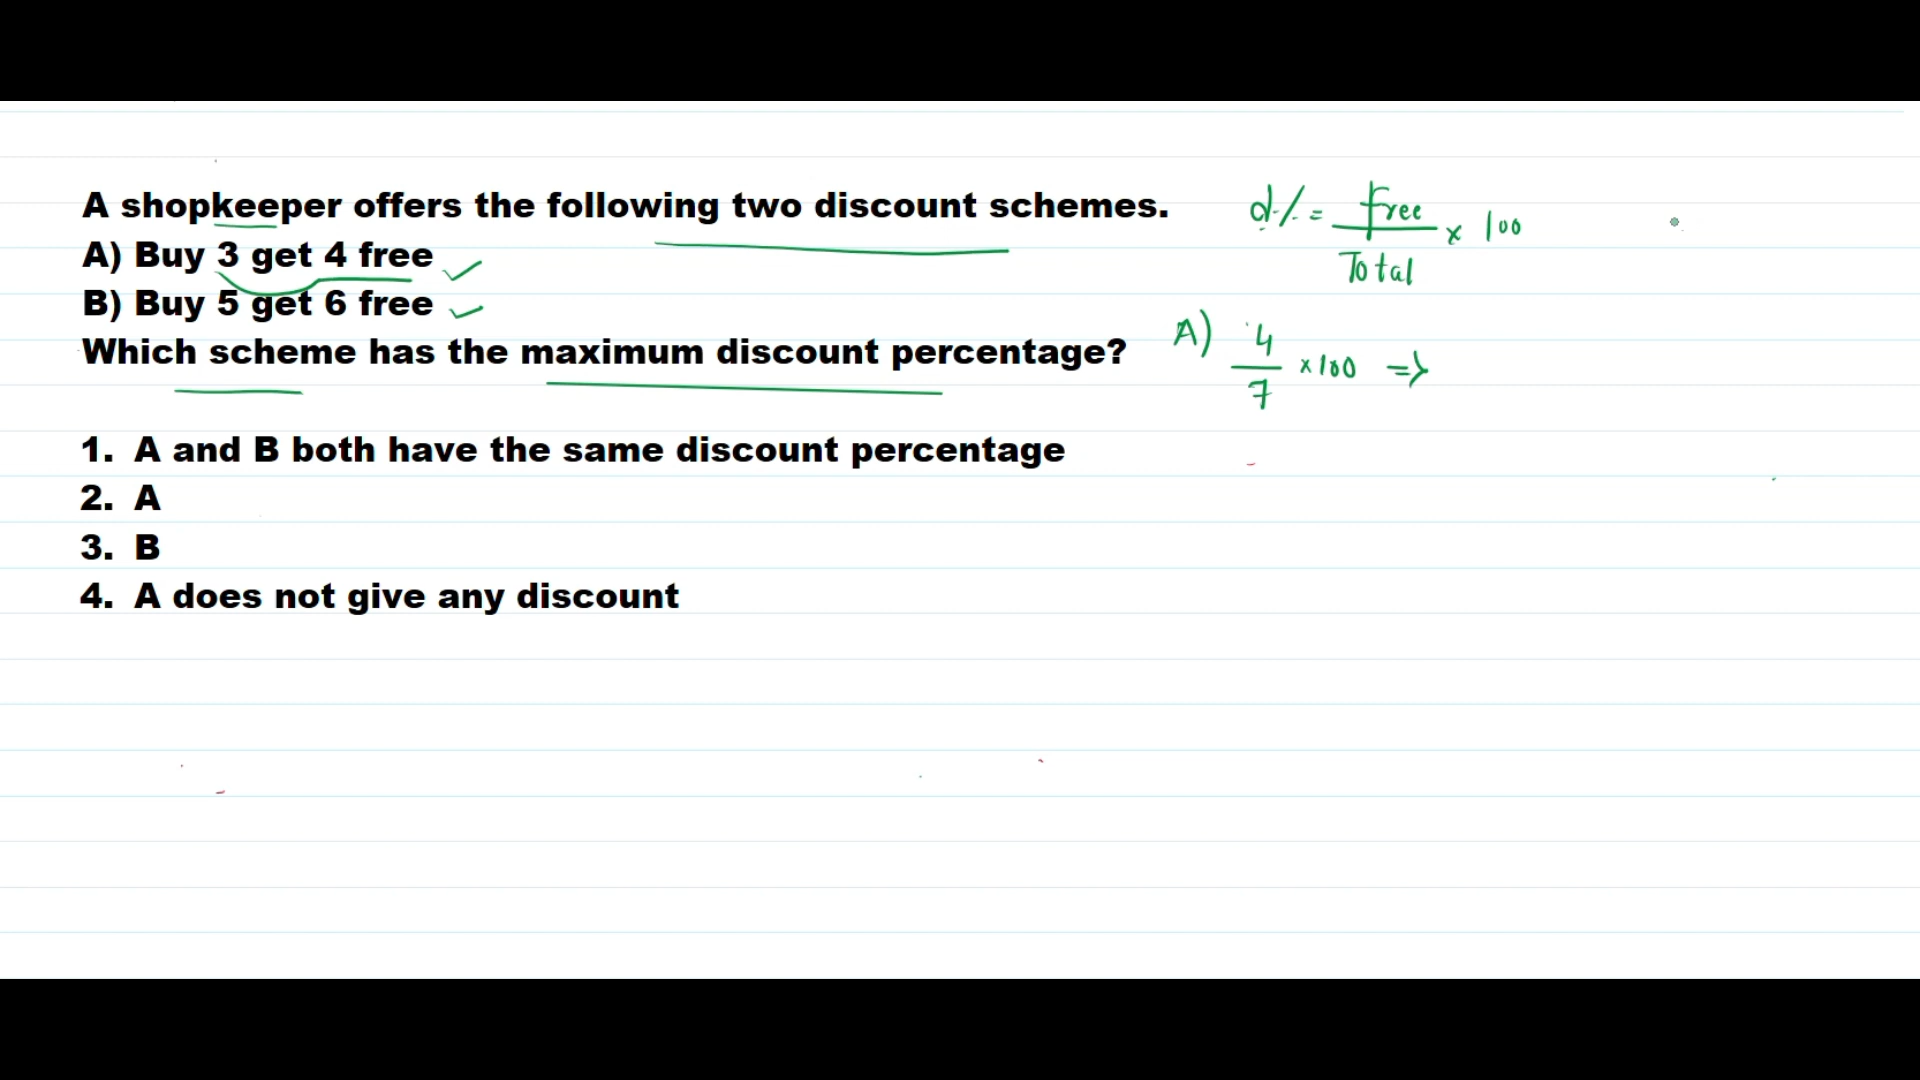 A shopkeeper offers the following two discount schemes.
A) Buy 3 get 4 free
B) Buy 5 get 6 free
Which scheme has the maximum discount percentage?
1. A and B both have the same discount percentage
2. A
3. B
4. A does not give any discount
d% = Free / Total × 100
A) 4/7 ×100 =>